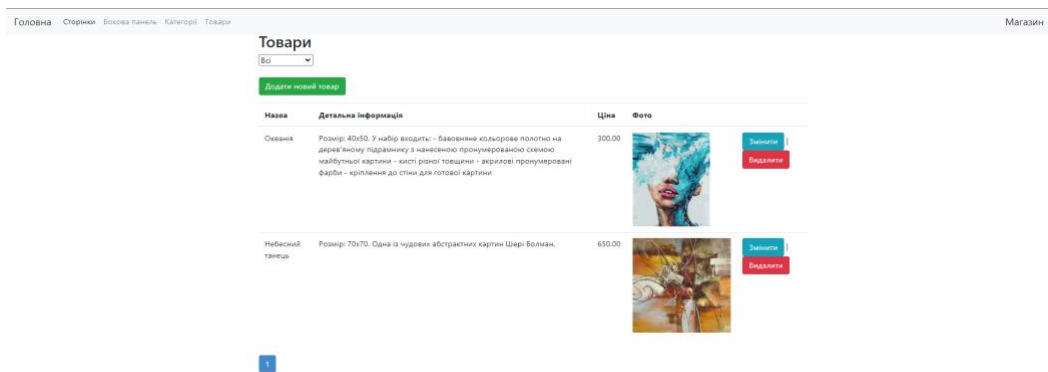 Головна Сторінки Бокова панель Категорії Товари Магазин
Товари
Всі
Додати новий товар
Назва Детальна інформація Ціна Фото
Океанія Розмір: 40x50. У набір входить: - бавовняне кольорове полотно на 300.00 Змінити |
дерев'яному підрамнику з нанесеною пронумерованою схемою Видалити
майбутньої картини - кисті різної товщини - акрилові пронумеровані
фарби - кріплення до стіни для готової картини
Небесний Розмір: 70x70. Одна із чудових абстрактних картин Шері Болман. 650.00 Змінити |
танець Видалити
1